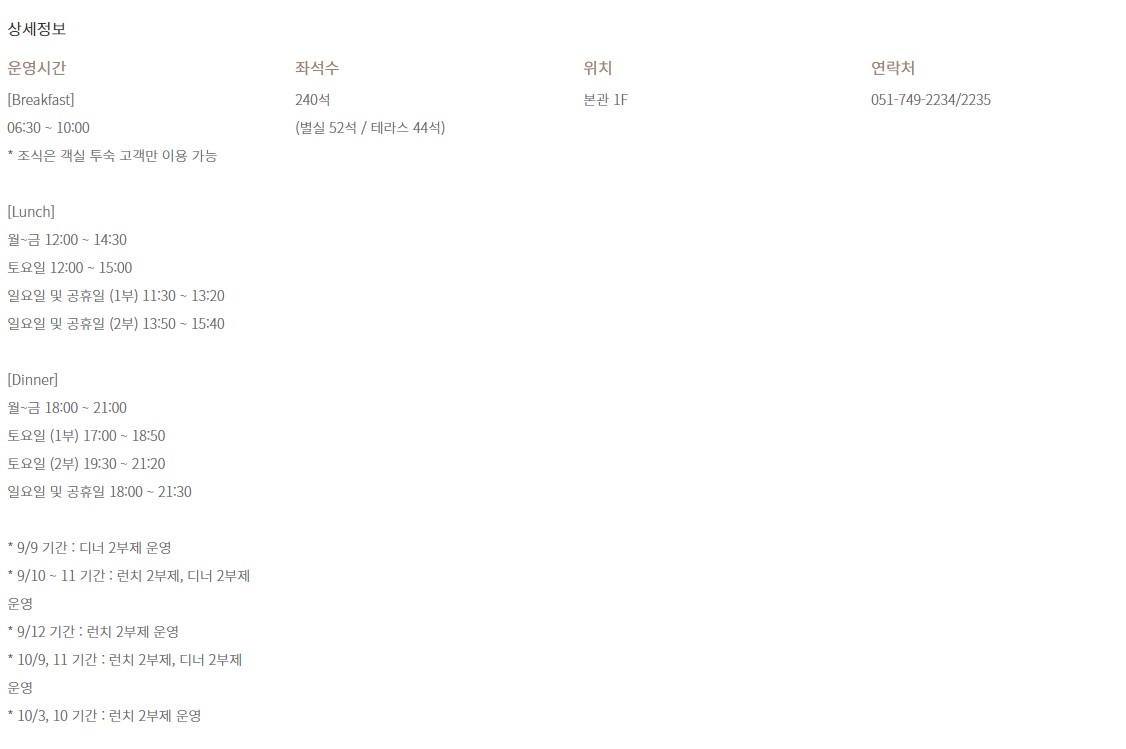 상세정보
운영시간
[Breakfast]
06:30 ~ 10:00
* 조식은 객실 투숙 고객만 이용 가능
[Lunch]
월~금 12:00 ~ 14:30
토요일 12:00 ~ 15:00
일요일 및 공휴일 (1부) 11:30 ~ 13:20
일요일 및 공휴일 (2부) 13:50 ~ 15:40
[Dinner]
월~금 18:00 ~ 21:00
토요일 (1부) 17:00 ~ 18:50
토요일 (2부) 19:30 ~ 21:20
일요일 및 공휴일 18:00 ~ 21:30
* 9/9 기간 : 디너 2부제 운영
* 9/10 ~ 11 기간 : 런치 2부제, 디너 2부제
운영
* 9/12 기간 : 런치 2부제 운영
* 10/9, 11 기간 : 런치 2부제, 디너 2부제
운영
* 10/3, 10 기간 : 런치 2부제 운영
좌석수
240석
(별실 52석 / 테라스 44석)
위치
본관 1F
연락처
051-749-2234/2235